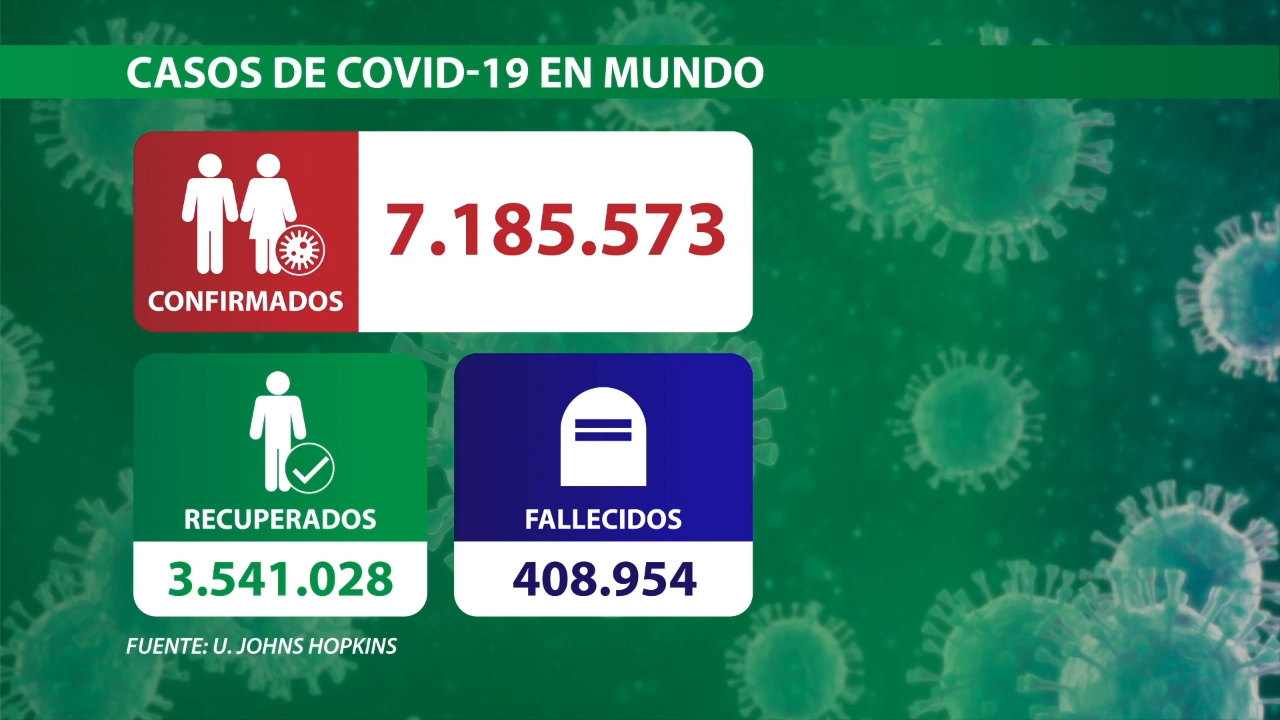 CASOS DE COVID-19 EN MUNDO
7.185.573
CONFIRMADOS
RECUPERADOS
3.541.028
FALLECIDOS
408.954
FUENTE: U. JOHNS HOPKINS